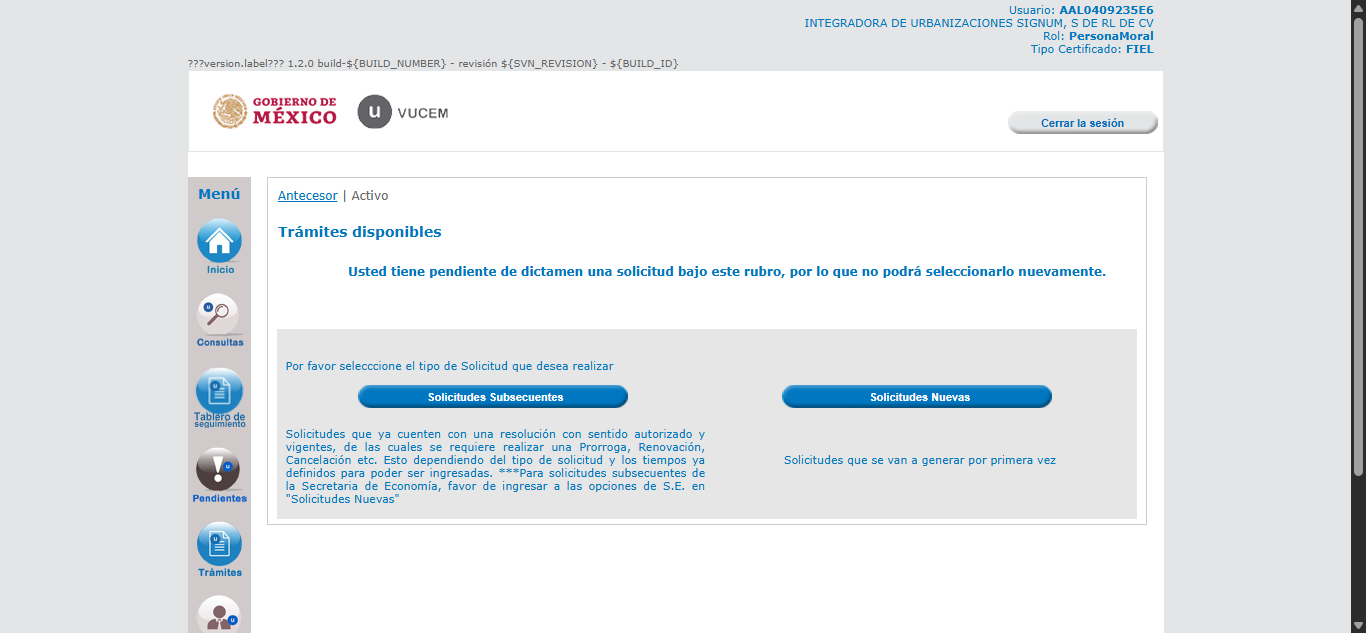 Usuario: AAL0409235E6
INTEGRADORA DE URBANIZACIONES SIGNUM, S DE RL DE CV
Rol: PersonaMoral
Tipo Certificado: FIEL
???version.label??? 1.2.0 build-${BUILD_NUMBER} - revisión ${SVN_REVISION} - ${BUILD_ID}
GOBIERNO DE
MÉXICO
u VUCEM
Cerrar la sesión
Menú
Inicio
Consultas
Tablero de
seguimiento
Pendientes
Trámites
Antecesor | Activo
Trámites disponibles
Usted tiene pendiente de dictamen una solicitud bajo este rubro, por lo que no podrá seleccionarlo nuevamente.
Por favor selecccione el tipo de Solicitud que desea realizar
Solicitudes Subsecuentes
Solicitudes que ya cuenten con una resolución con sentido autorizado y
vigentes, de las cuales se requiere realizar una Prorroga, Renovación,
Cancelación etc. Esto dependiendo del tipo de solicitud y los tiempos ya
definidos para poder ser ingresadas. ***Para solicitudes subsecuentes de
la Secretaria de Economía, favor de ingresar a las opciones de S.E. en
"Solicitudes Nuevas"
Solicitudes Nuevas
Solicitudes que se van a generar por primera vez